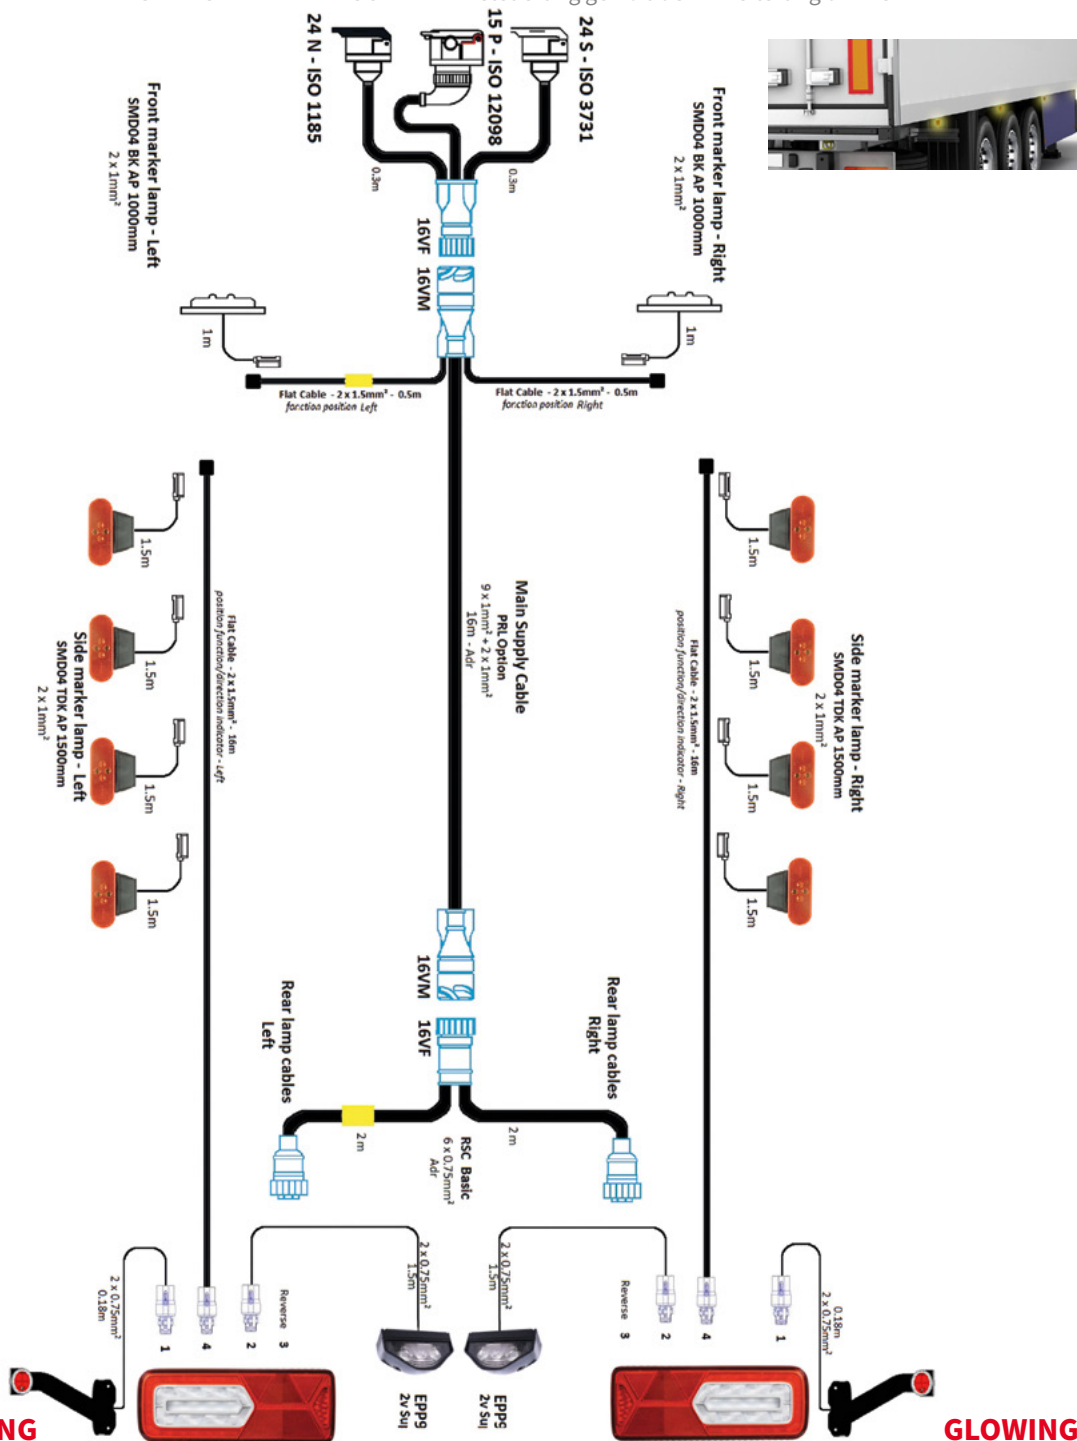 24 N - ISO 1185
15 P - ISO 12098
24 S - ISO 3731
0.3m
0.3m
16VF
16VM
Front marker lamp - Left
SMD04 BK AP 1000mm
2 x 1mm²
Front marker lamp - Right
SMD04 BK AP 1000mm
2 x 1mm²
1m
1m
Flat Cable - 2 x 1.5mm² - 0.5m
fonction position Left
Flat Cable - 2 x 1.5mm² - 0.5m
fonction position Right
1.5m
1.5m
1.5m
1.5m
Side marker lamp - Left
SMD04 TDK AP 1500mm
2 x 1mm²
Flat Cable - 2 x 1.5mm² - 16m
position function/direction indicator - Left
Main Supply Cable
PRL Option
9 x 1mm² + 2 x 1mm²
16m - Adr
Flat Cable - 2 x 1.5mm² - 16m
position function/direction indicator - Right
1.5m
1.5m
1.5m
1.5m
Side marker lamp - Right
SMD04 TDK AP 1500mm
2 x 1mm²
16VM
16VF
Rear lamp cables
Left
Rear lamp cables
Right
2m
2m
RSC Basic
6 x 0.75mm²
Adr
2 x 0.75mm²
0.18m
1
4
2
Reverse 3
2 x 0.75mm²
1.5m
2 x 0.75mm²
1.5m
Reverse 3
2
4
1
0.18m
2 x 0.75mm²
EPP9
2v Suj
EPP9
2v Suj
NG
GLOWING